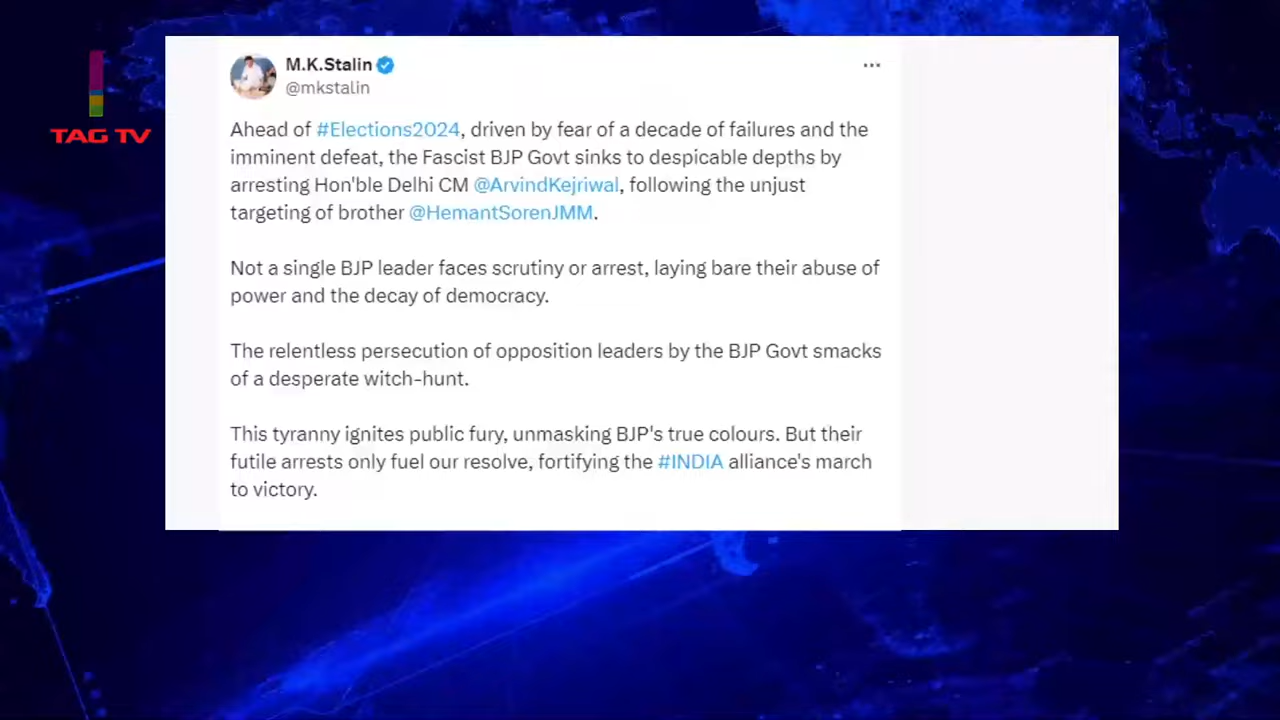 TAG TV
M.K.Stalin
@mkstalin
Ahead of #Elections2024, driven by fear of a decade of failures and the
imminent defeat, the Fascist BJP Govt sinks to despicable depths by
arresting Hon'ble Delhi CM @ArvindKejriwal, following the unjust
targeting of brother @HemantSorenJMM.
Not a single BJP leader faces scrutiny or arrest, laying bare their abuse of
power and the decay of democracy.
The relentless persecution of opposition leaders by the BJP Govt smacks
of a desperate witch-hunt.
This tyranny ignites public fury, unmasking BJP's true colours. But their
futile arrests only fuel our resolve, fortifying the #INDIA alliance's march
to victory.